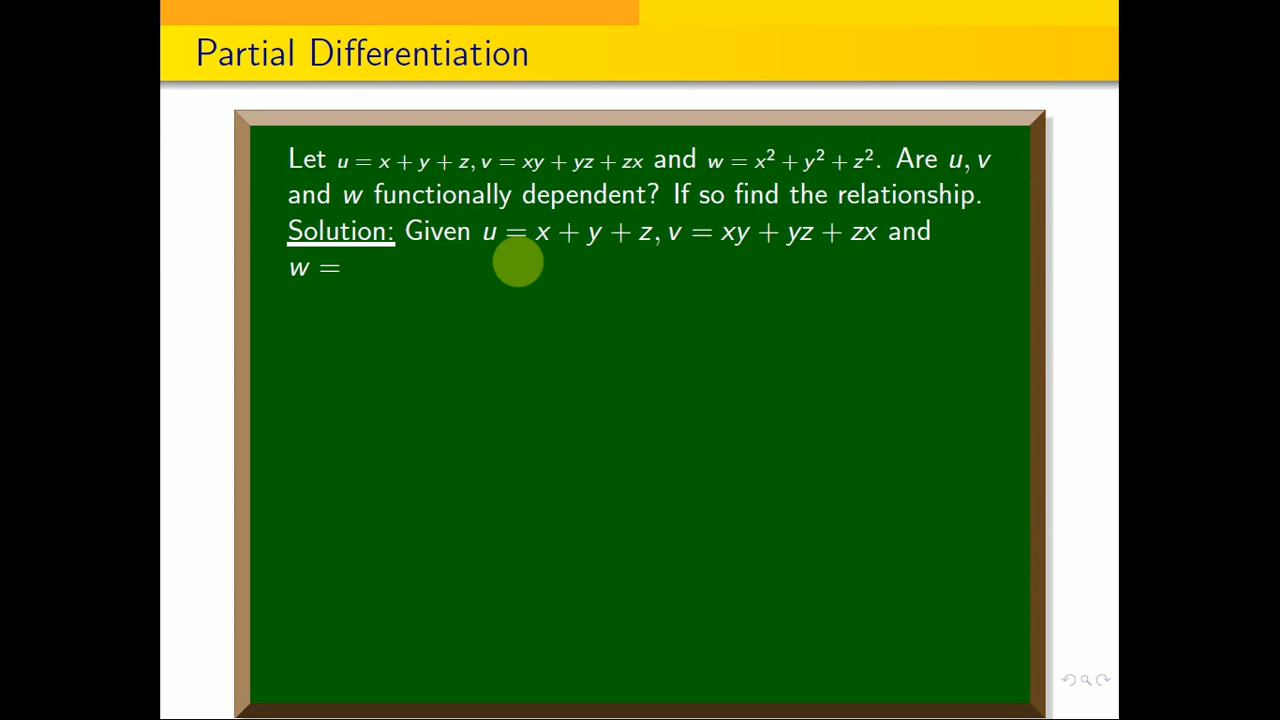 Partial Differentiation
Let u = x + y + z, v = xy + yz + zx and w = x² + y² + z². Are u, v
and w functionally dependent? If so find the relationship.
Solution: Given u = x + y + z, v = xy + yz + zx and
w =